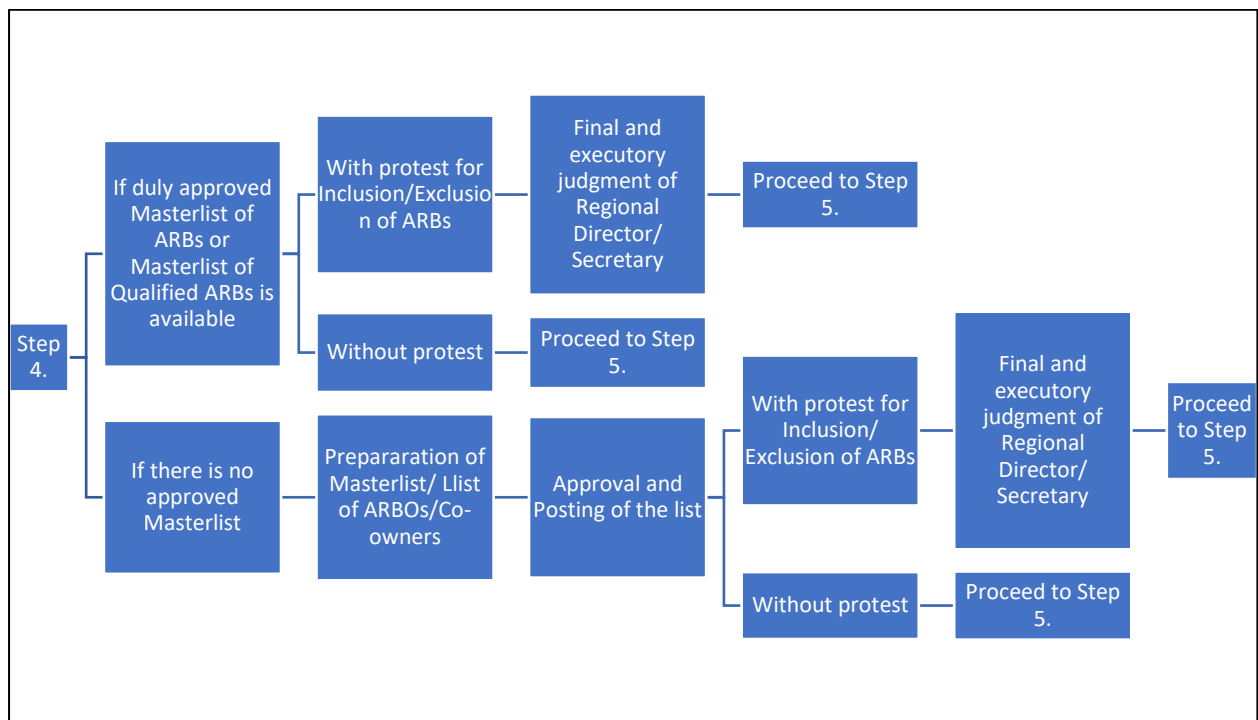 Step
4.
If duly approved
Masterlist of
ARBs or
Masterlist of
Qualified ARBs is
available
With protest for
Inclusion/Exclusio
n of ARBs
Final and
executory
judgment of
Regional
Director/
Secretary
Proceed to Step
5.
Without protest
Proceed to Step
5.
If there is no
approved
Masterlist
Prepararation of
Masterlist/ Llist
of ARBOs/Co-
owners
Approval and
Posting of the list
With protest for
Inclusion/
Exclusion of ARBs
Final and
executory
judgment of
Regional
Director/
Secretary
Proceed
to Step
5.
Without protest
Proceed to Step
5.